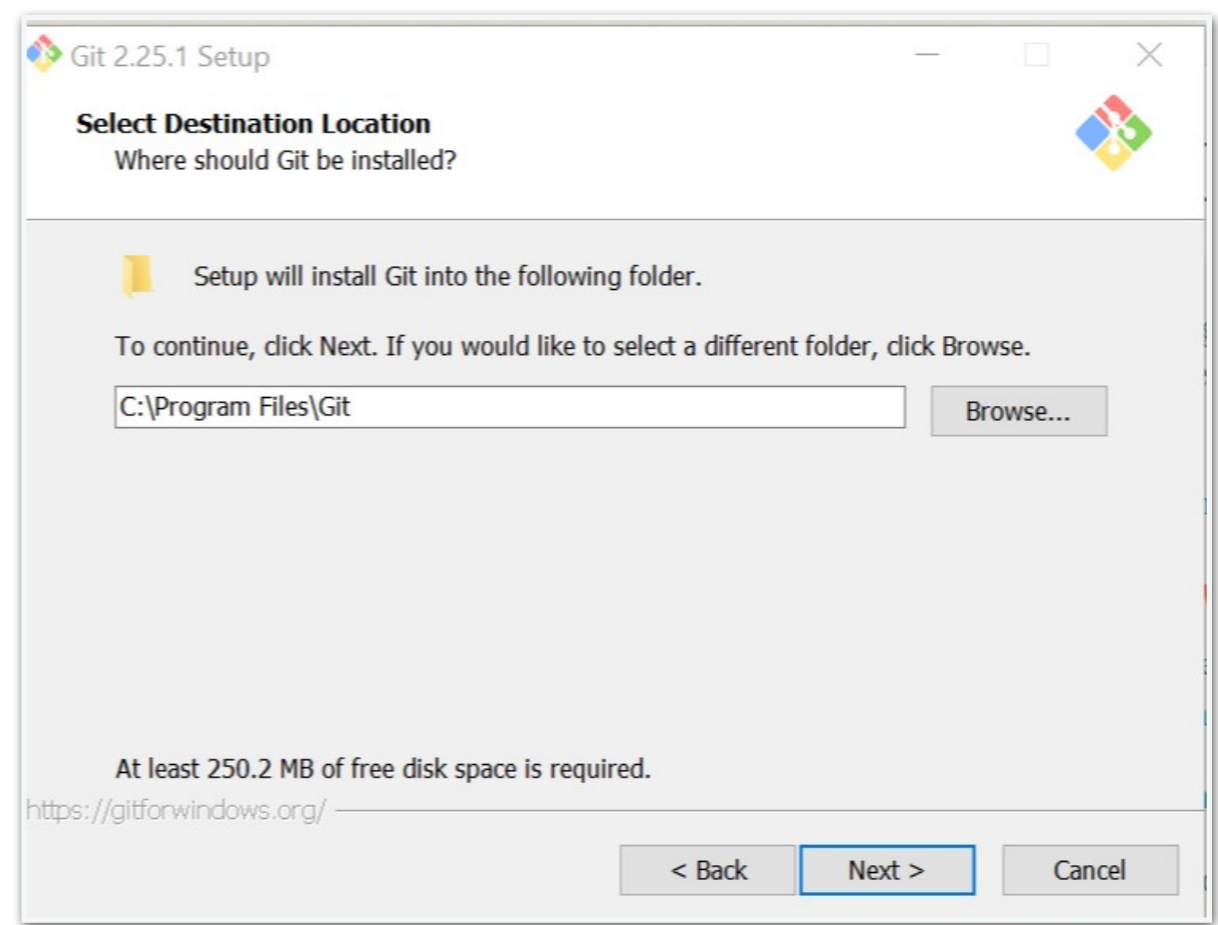 Git 2.25.1 Setup
Select Destination Location
Where should Git be installed?
Setup will install Git into the following folder.
To continue, click Next. If you would like to select a different folder, click Browse.
C:\Program Files\Git
Browse...
At least 250.2 MB of free disk space is required.
https://gitforwindows.org/
< Back
Next >
Cancel